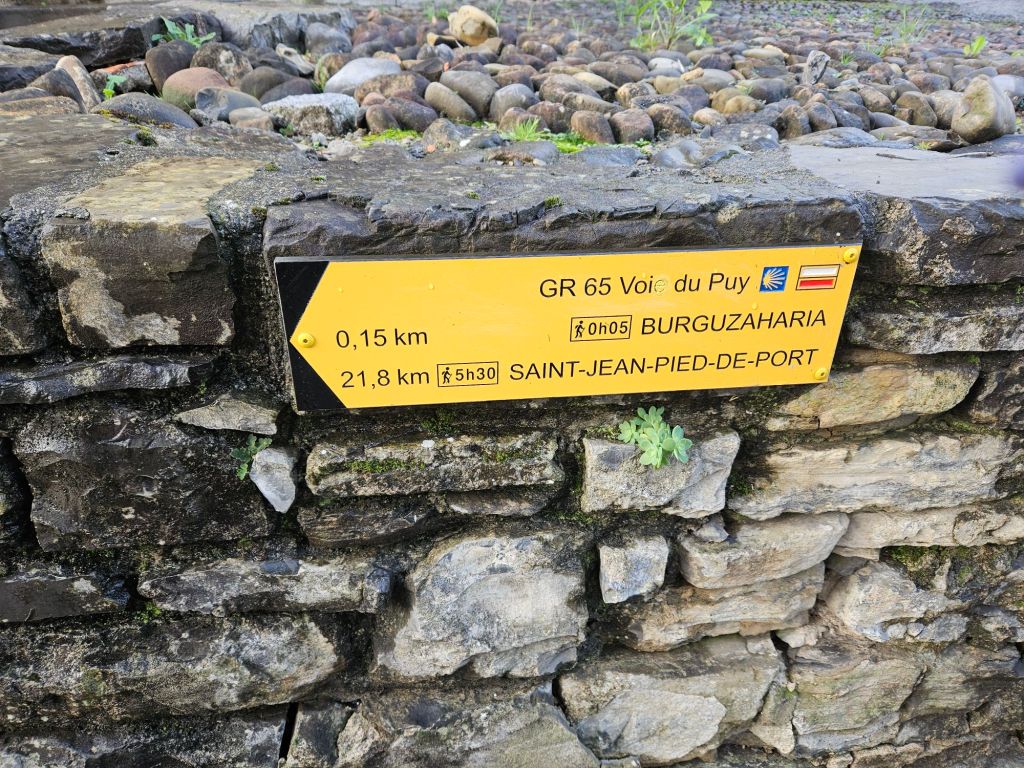 GR 65 Voie du Puy
0,15 km 0h05 BURGUZAHARIA
21,8 km 5h30 SAINT-JEAN-PIED-DE-PORT